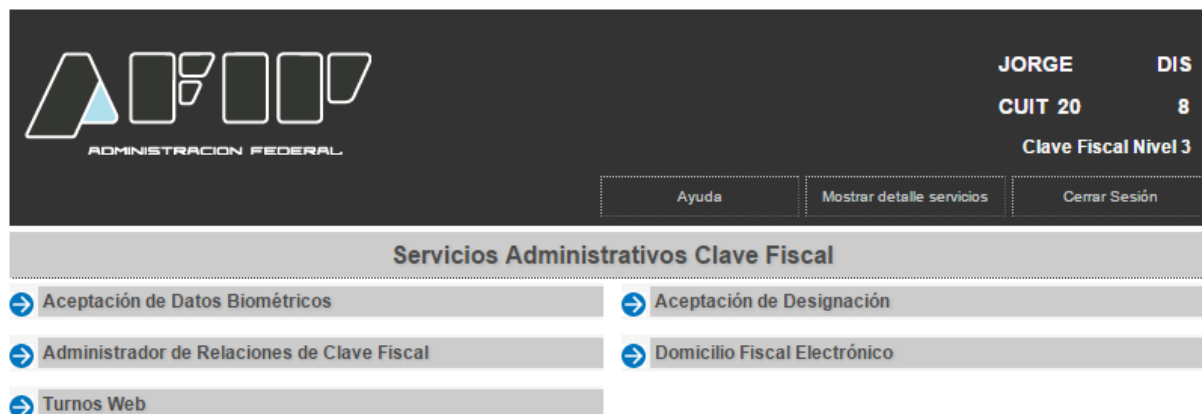 AFIP
ADMINISTRACION FEDERAL
JORGE DIS
CUIT 20 8
Clave Fiscal Nivel 3
Ayuda Mostrar detalle servicios Cerrar Sesión
Servicios Administrativos Clave Fiscal
Aceptación de Datos Biométricos Aceptación de Designación
Administrador de Relaciones de Clave Fiscal Domicilio Fiscal Electrónico
Turnos Web